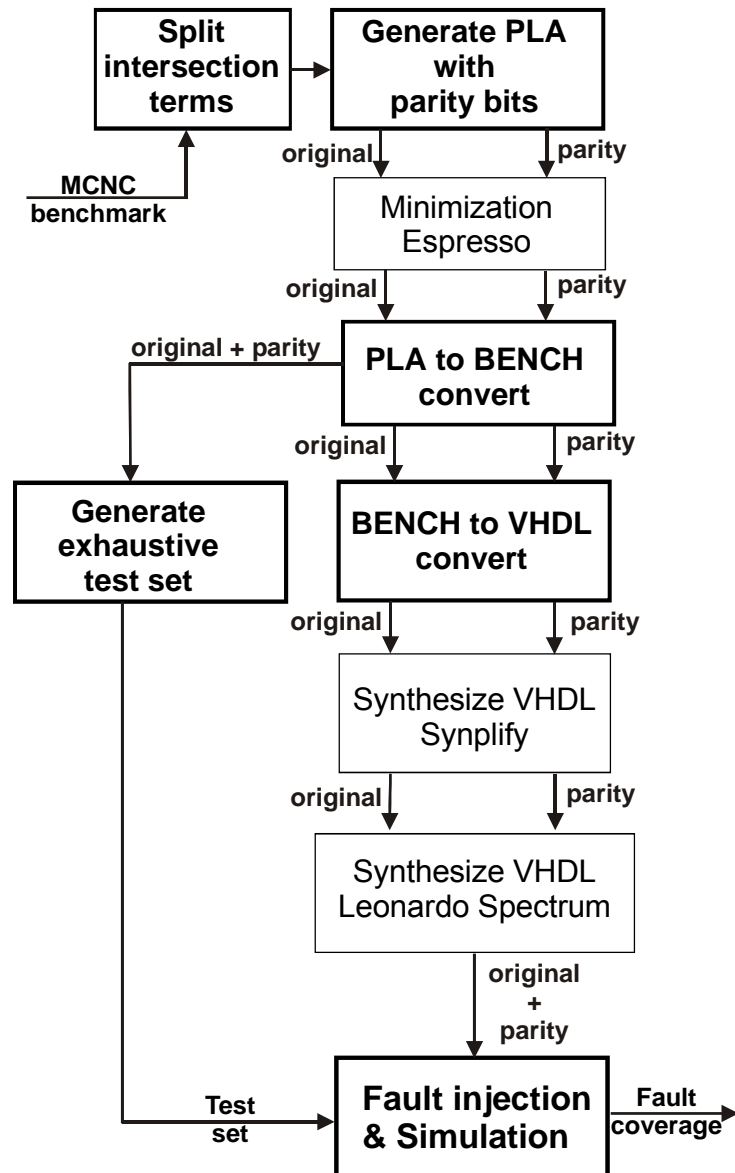 Split
intersection
terms
Generate PLA
with
parity bits
MCNC
benchmark
original
parity
Minimization
Espresso
original
parity
original + parity
PLA to BENCH
convert
original
parity
Generate
exhaustive
test set
BENCH to VHDL
convert
original
parity
Synthesize VHDL
Synplify
original
parity
Synthesize VHDL
Leonardo Spectrum
original
+
parity
Test
set
Fault injection
& Simulation
Fault
coverage